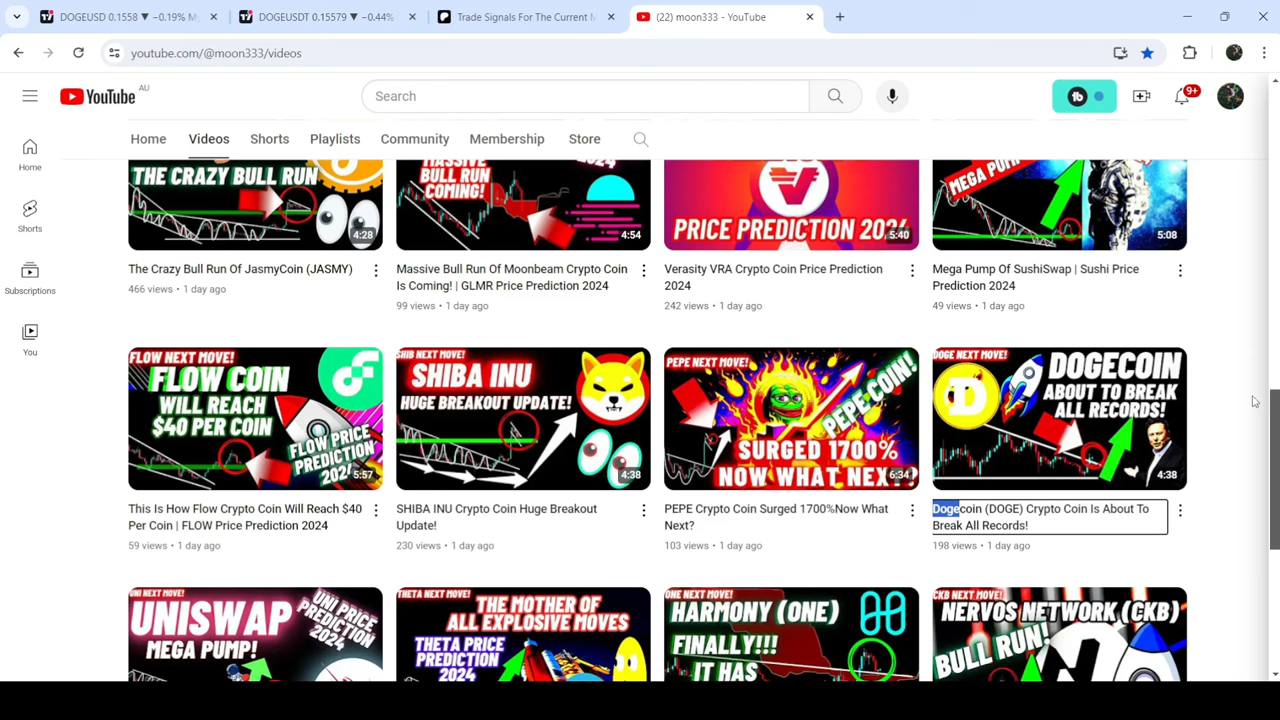 DOGEUSD 0.1558 ▼ −0.19%
DOGEUSDT 0.15579 ▼ −0.44%
Trade Signals For The Current M
(22) moon333 - YouTube
youtube.com/@moon333/videos
YouTube AU
Search
9+
Home
Videos
Shorts
Playlists
Community
Membership
Store
Home
Shorts
Subscriptions
You
THE CRAZY BULL RUN
4:28
MASSIVE
BULL RUN
COMING!
4:54
PRICE PREDICTION 2024
5:40
MEGA PUMP
5:08
The Crazy Bull Run Of JasmyCoin (JASMY)
466 views • 1 day ago
Massive Bull Run Of Moonbeam Crypto Coin
Is Coming! | GLMR Price Prediction 2024
99 views • 1 day ago
Verasity VRA Crypto Coin Price Prediction
2024
242 views • 1 day ago
Mega Pump Of SushiSwap | Sushi Price
Prediction 2024
49 views • 1 day ago
FLOW NEXT MOVE!
FLOW COIN
WILL REACH
$40 PER COIN
FLOW PRICE
PREDICTION
5:57
SHIB NEXT MOVE!
SHIBA INU
HUGE BREAKOUT UPDATE!
4:38
PEPE NEXT MOVE!
PEPE COIN!
SURGED 1700%
NOW WHAT NEXT?
6:34
DOGE NEXT MOVE!
DOGECOIN
ABOUT TO BREAK
ALL RECORDS!
4:38
This Is How Flow Crypto Coin Will Reach $40
Per Coin | FLOW Price Prediction 2024
59 views • 1 day ago
SHIBA INU Crypto Coin Huge Breakout
Update!
230 views • 1 day ago
PEPE Crypto Coin Surged 1700%Now What
Next?
103 views • 1 day ago
Dogecoin (DOGE) Crypto Coin Is About To
Break All Records!
198 views • 1 day ago
UNI NEXT MOVE!
UNISWAP
MEGA PUMP!
UNI PRICE
PREDICTION
2024
THETA NEXT MOVE!
THE MOTHER OF
ALL EXPLOSIVE MOVES
THETA PRICE
PREDICTION
2024
ONE NEXT MOVE!
HARMONY (ONE)
FINALLY!!!
IT HAS
CKB NEXT MOVE!
NERVOS NETWORK (CKB)
BULL RUN!